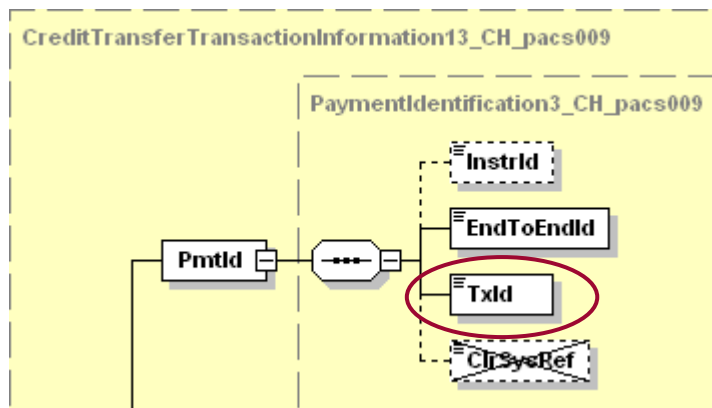 CreditTransferTransactionInformation13_CH_pacs009
PaymentIdentification3_CH_pacs009
InstrId
EndToEndId
PmtId
TxId
ClrSysRef